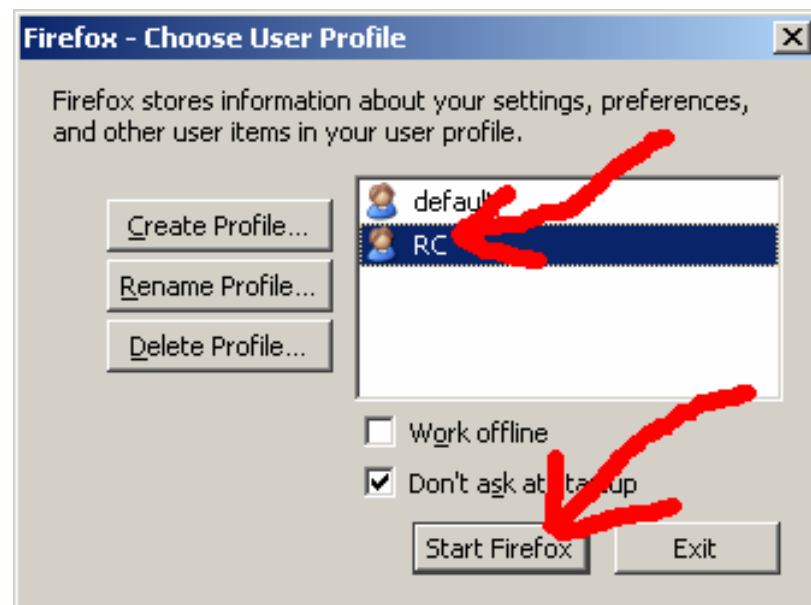 Firefox - Choose User Profile
Firefox stores information about your settings, preferences,
and other user items in your user profile.
Create Profile...
Rename Profile...
Delete Profile...
default
RC
Work offline
Don't ask at startup
Start Firefox
Exit